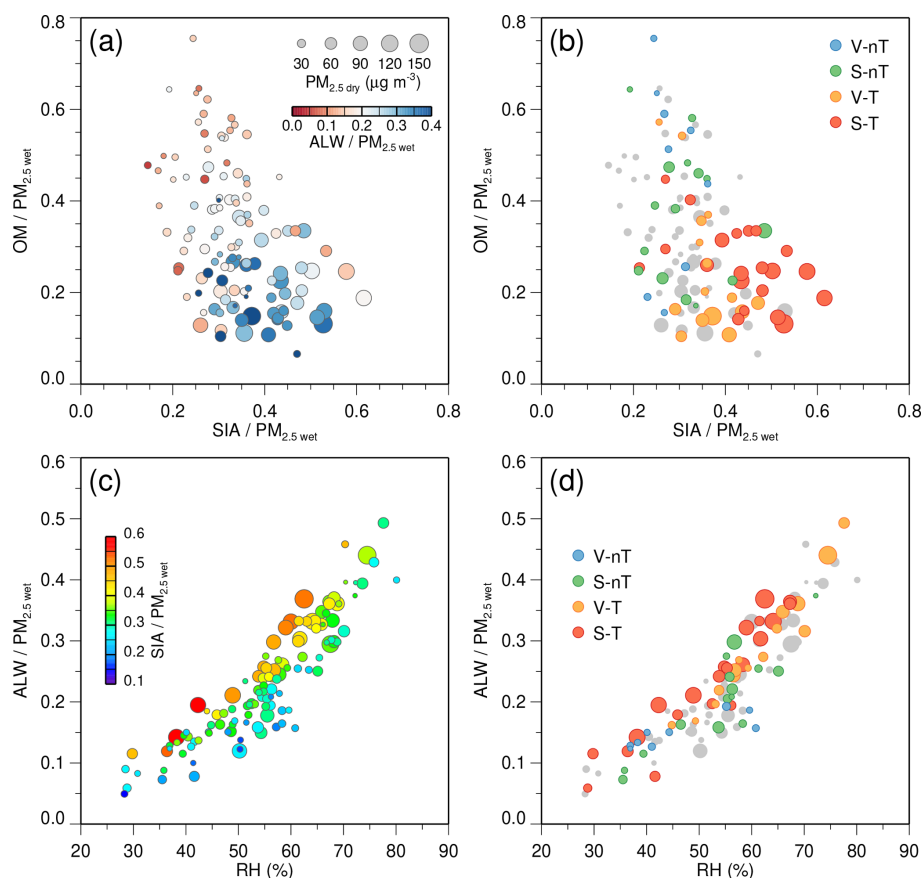 (a)
30 60 90 120 150
PM2.5 dry (μg m-3)
0.0 0.1 0.2 0.3 0.4
ALW / PM2.5 wet
0.8
0.6
0.4
0.2
0.0
OM / PM2.5 wet
0.0 0.2 0.4 0.6 0.8
SIA / PM2.5 wet
(b)
V-nT
S-nT
V-T
S-T
0.8
0.6
0.4
0.2
0.0
OM / PM2.5 wet
0.0 0.2 0.4 0.6 0.8
SIA / PM2.5 wet
(c)
0.6
0.5
0.4
0.3
0.2
0.1
SIA / PM2.5 wet
0.6
0.5
0.4
0.3
0.2
0.1
0.0
ALW / PM2.5 wet
20 30 40 50 60 70 80 90
RH (%)
(d)
V-nT
S-nT
V-T
S-T
0.6
0.5
0.4
0.3
0.2
0.1
0.0
ALW / PM2.5 wet
20 30 40 50 60 70 80 90
RH (%)